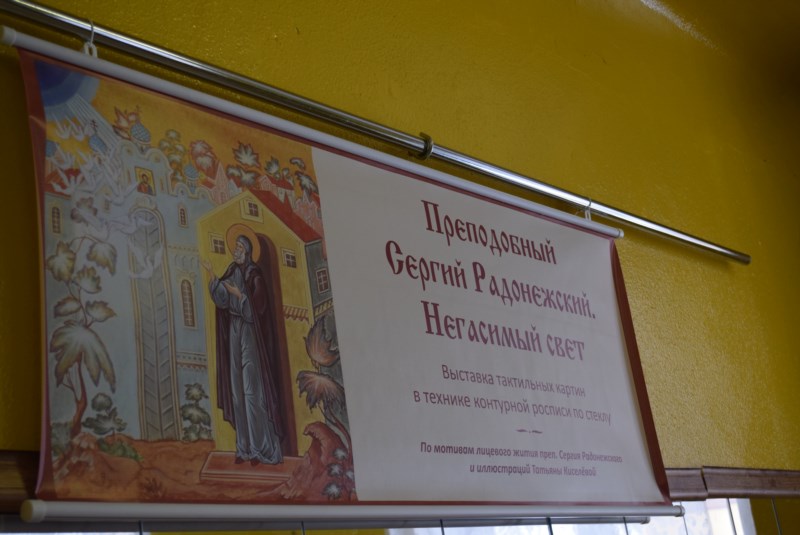 Преподобный
Сергий Радонежский.
Негасимый свет
Выставка тактильных картин
в технике контурной росписи по стеклу
По мотивам лицевого жития преп. Сергия Радонежского
и иллюстраций Татьяны Киселёвой